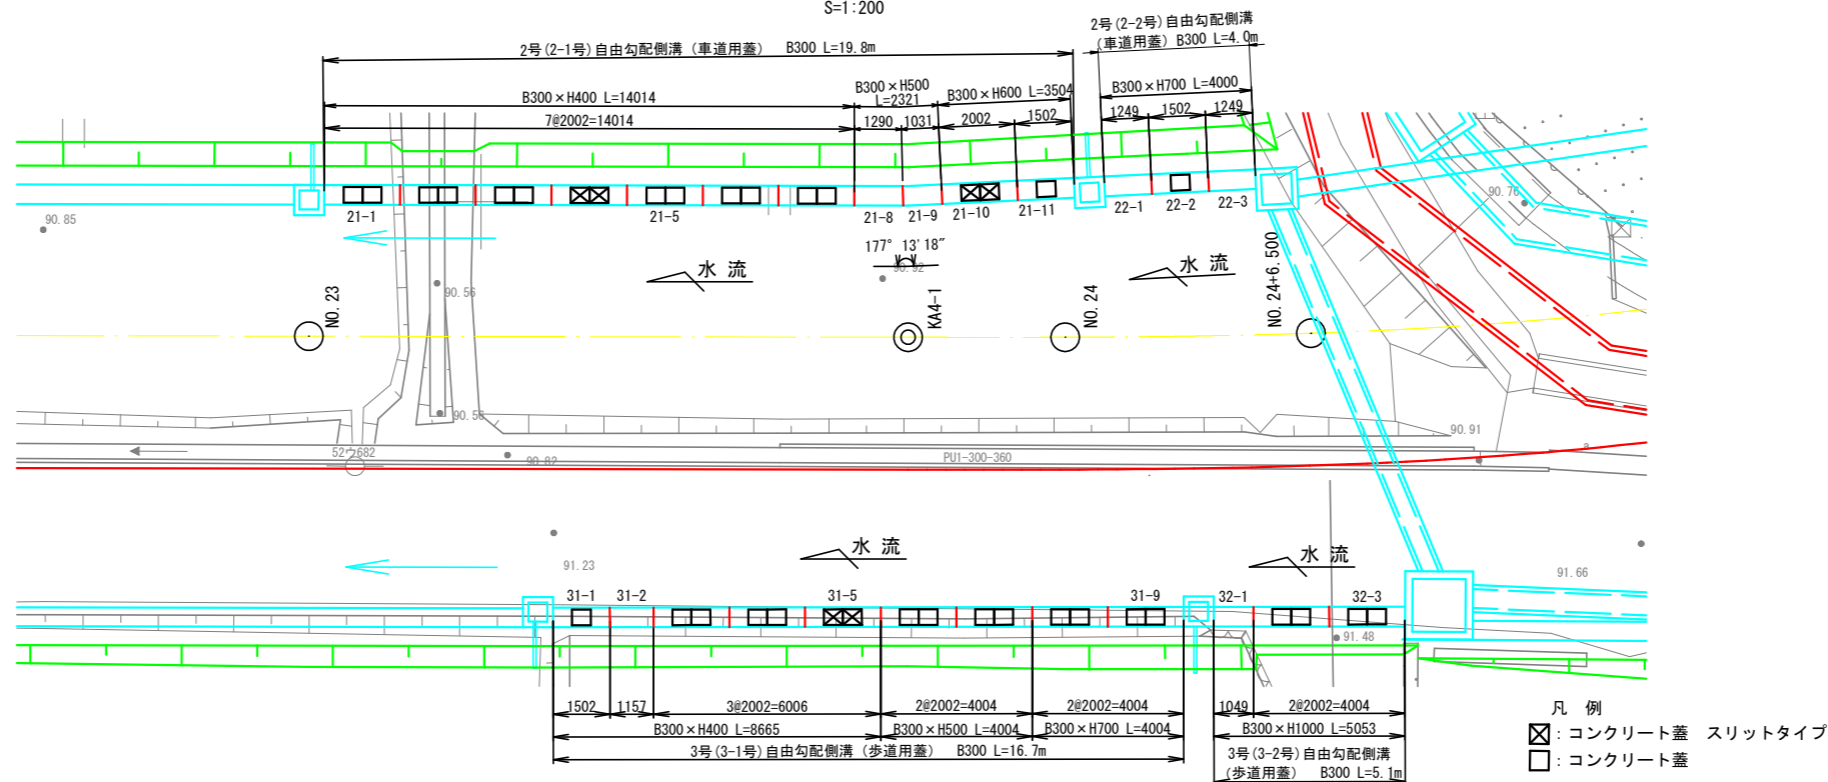 S=1:200
2号(2-1号)自由勾配側溝（車道用蓋） B300 L=19.8m
2号(2-2号)自由勾配側溝
（車道用蓋）B300 L=4.0m
B300×H400 L=14014
B300×H500
L=2321
B300×H600 L=3504
B300×H700 L=4000
7@2002=14014
1290
1031
2002
1502
1249
1502
1249
21-1
21-5
21-8
21-9
21-10
21-11
22-1
22-2
22-3
90.85
90.76
177° 13' 18"
90.92
水 流
水 流
90.56
NO.23
KA4-1
NO.24
NO.24+6.500
90.56
90.91
52-682
90.82
PU1-300-360
水 流
水 流
91.23
91.66
31-1
31-2
31-5
31-9
32-1
32-3
91.48
1502
1157
3@2002=6006
2@2002=4004
2@2002=4004
1049
2@2002=4004
B300×H400 L=8665
B300×H500 L=4004
B300×H700 L=4004
B300×H1000 L=5053
3号(3-1号)自由勾配側溝（歩道用蓋） B300 L=16.7m
3号(3-2号)自由勾配側溝
（歩道用蓋） B300 L=5.1m
凡 例
：コンクリート蓋 スリットタイプ
：コンクリート蓋